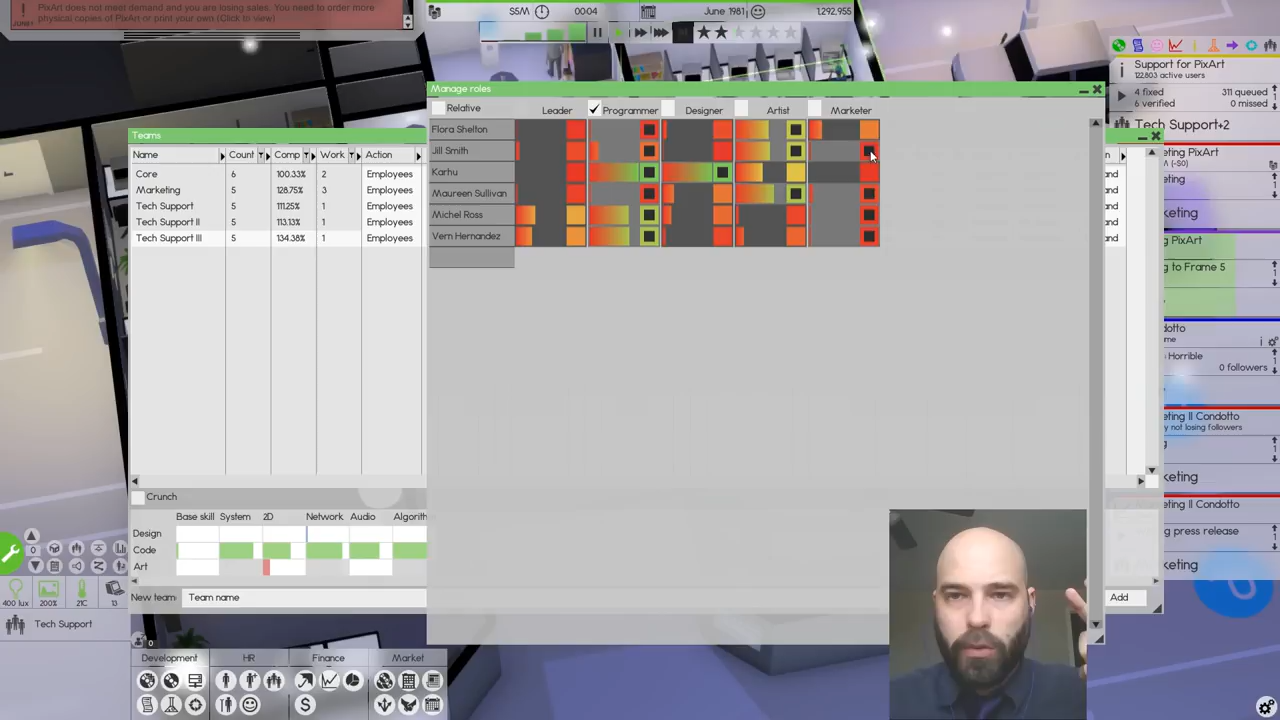 PixArt does not meet demand and you are losing sales. You need to order more
physical copies of PixArt or print your own (Click to view)
00:04
June 1981
1,292,955
Support for PixArt
122,803 active users
4 fixed 311 queued
6 verified 0 missed
Tech Support+2
Manage roles
Relative Leader Programmer Designer Artist Marketer
Flora Shelton
Jill Smith
Karhu
Maureen Sullivan
Michel Ross
Vern Hernandez
Teams
Name Count Comp Work Action
Core 6 100.33% 2 Employees
Marketing 5 128.75% 3 Employees
Tech Support 5 111.25% 1 Employees
Tech Support II 5 113.13% 1 Employees
Tech Support III 5 134.38% 1 Employees
Crunch
Base skill System 2D Network Audio Algorith
Design
Code
Art
New team: Team name
Add
eting PixArt
(-$0)
eting
keting
g PixArt
g to Frame 5
dotto
me
Horrible
0 followers
eting II Condotto
y not losing followers
keting
eting II Condotto
ng press release
keting
0
400 lux 200% 21C 13
Tech Support
0
Development HR Finance Market